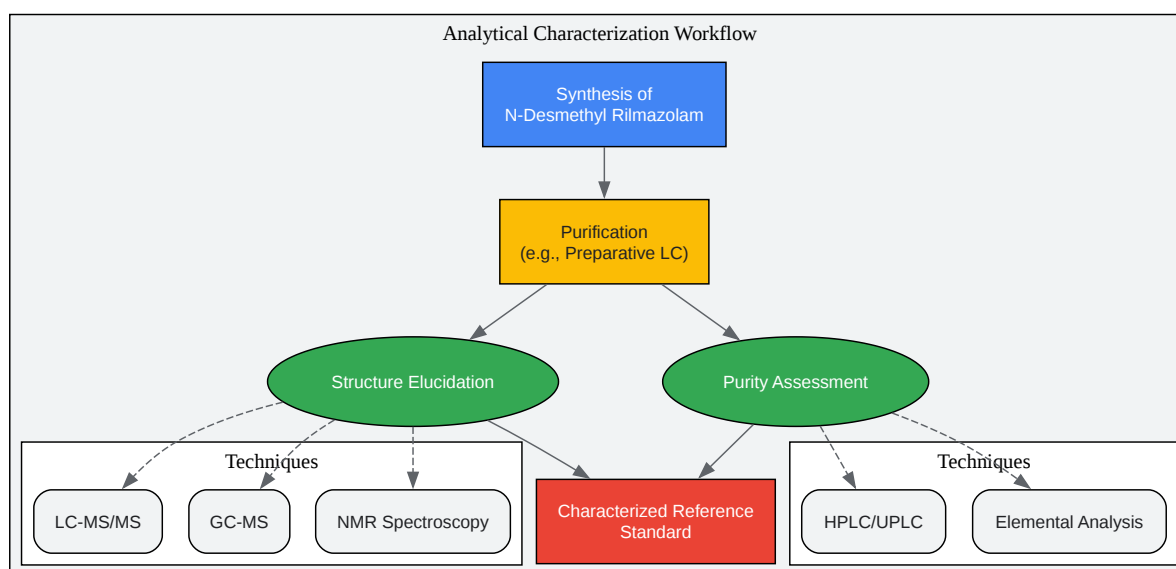 Analytical Characterization Workflow
Synthesis of
N-Desmethyl Rilmazolam
Purification
(e.g., Preparative LC)
Structure Elucidation
Purity Assessment
Techniques
LC-MS/MS
GC-MS
NMR Spectroscopy
Characterized Reference
Standard
Techniques
HPLC/UPLC
Elemental Analysis